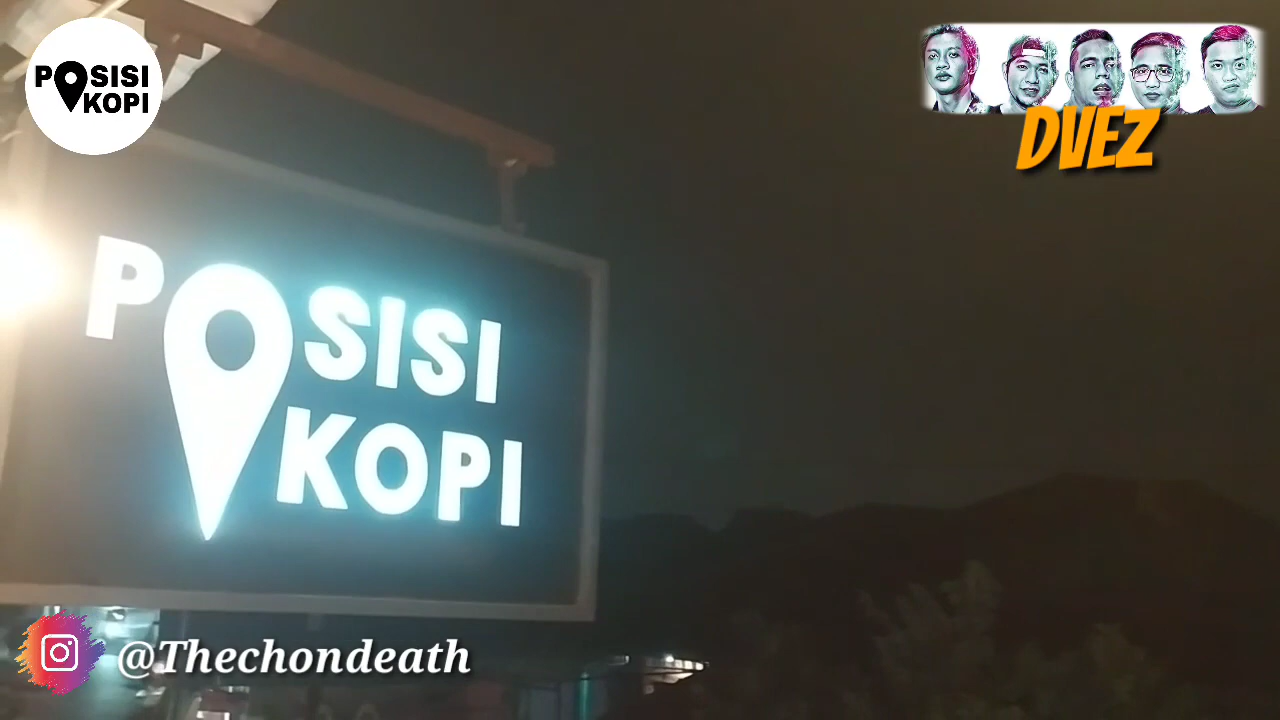 POSISI
KOPI
DVEZ
POSISI
KOPI
@Thechondeath